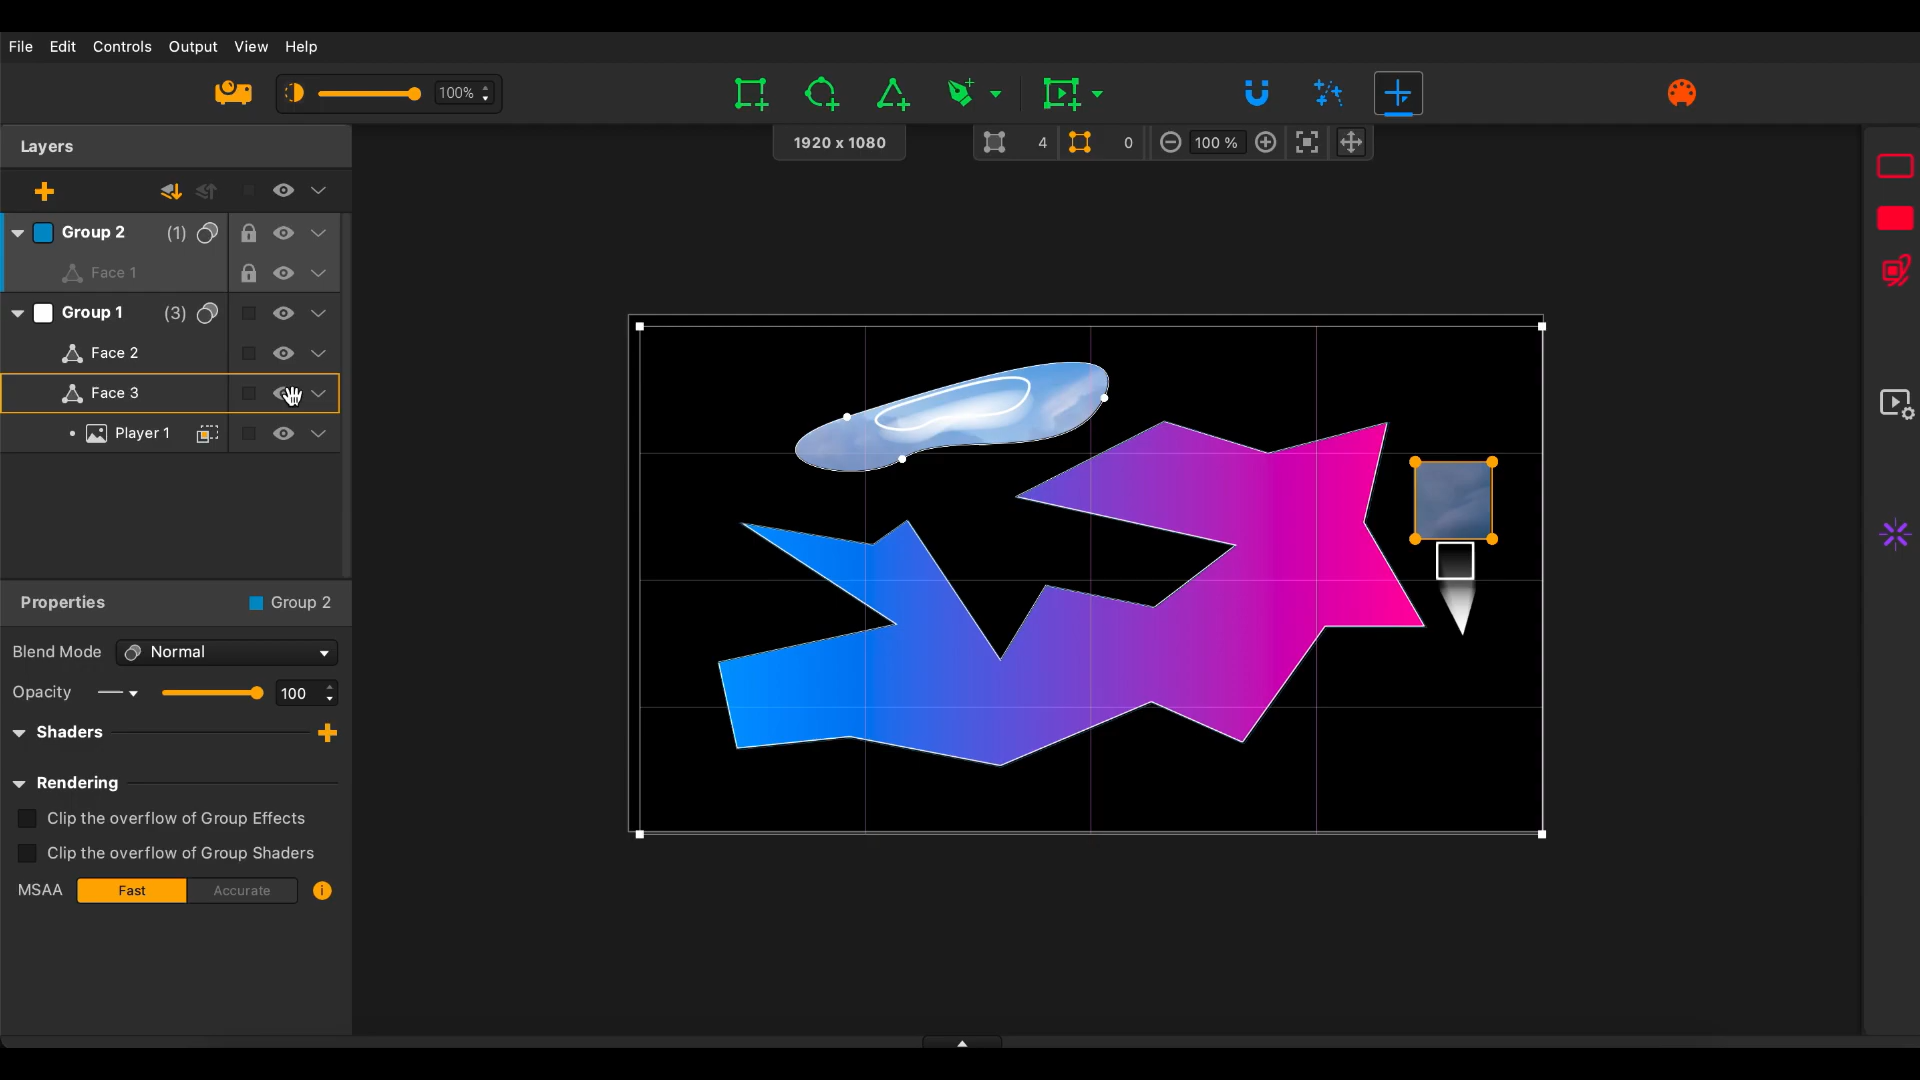 File Edit Controls Output View Help
100%
Layers
1920 x 1080 4 0 100 %
Group 2 (1)
Face 1
Group 1 (3)
Face 2
Face 3
Player 1
Properties Group 2
Blend Mode Normal
Opacity 100
Shaders
Rendering
Clip the overflow of Group Effects
Clip the overflow of Group Shaders
MSAA Fast Accurate i